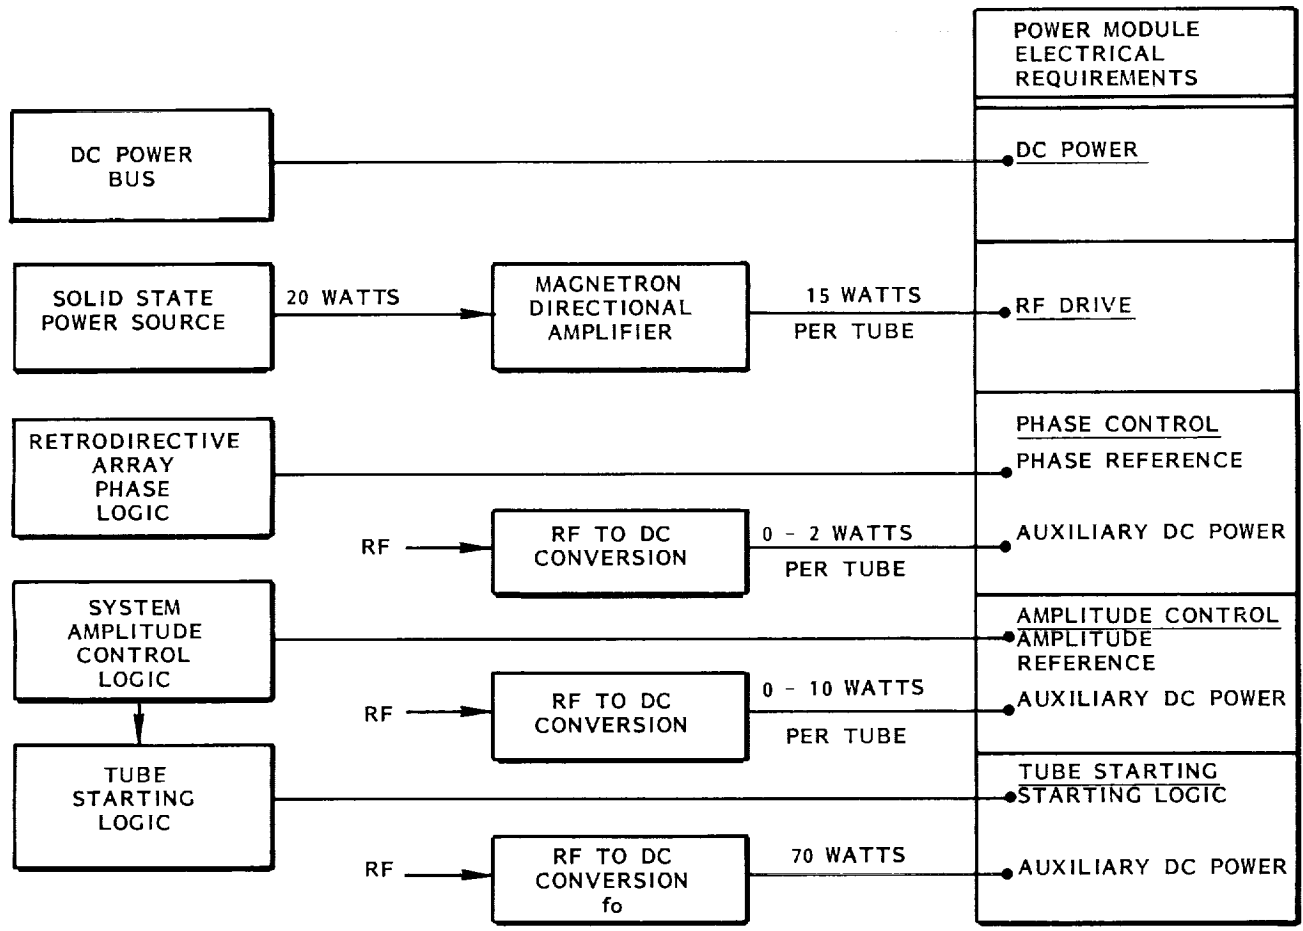 POWER MODULE
ELECTRICAL
REQUIREMENTS
DC POWER
BUS
DC POWER
SOLID STATE
POWER SOURCE
20 WATTS
MAGNETRON
DIRECTIONAL
AMPLIFIER
15 WATTS
PER TUBE
RF DRIVE
RETRODIRECTIVE
ARRAY
PHASE
LOGIC
PHASE CONTROL
PHASE REFERENCE
RF
RF TO DC
CONVERSION
0 - 2 WATTS
PER TUBE
AUXILIARY DC POWER
SYSTEM
AMPLITUDE
CONTROL
LOGIC
AMPLITUDE CONTROL
AMPLITUDE
REFERENCE
RF
RF TO DC
CONVERSION
0 - 10 WATTS
PER TUBE
AUXILIARY DC POWER
TUBE
STARTING
LOGIC
TUBE STARTING
STARTING LOGIC
RF
RF TO DC
CONVERSION
fo
70 WATTS
AUXILIARY DC POWER